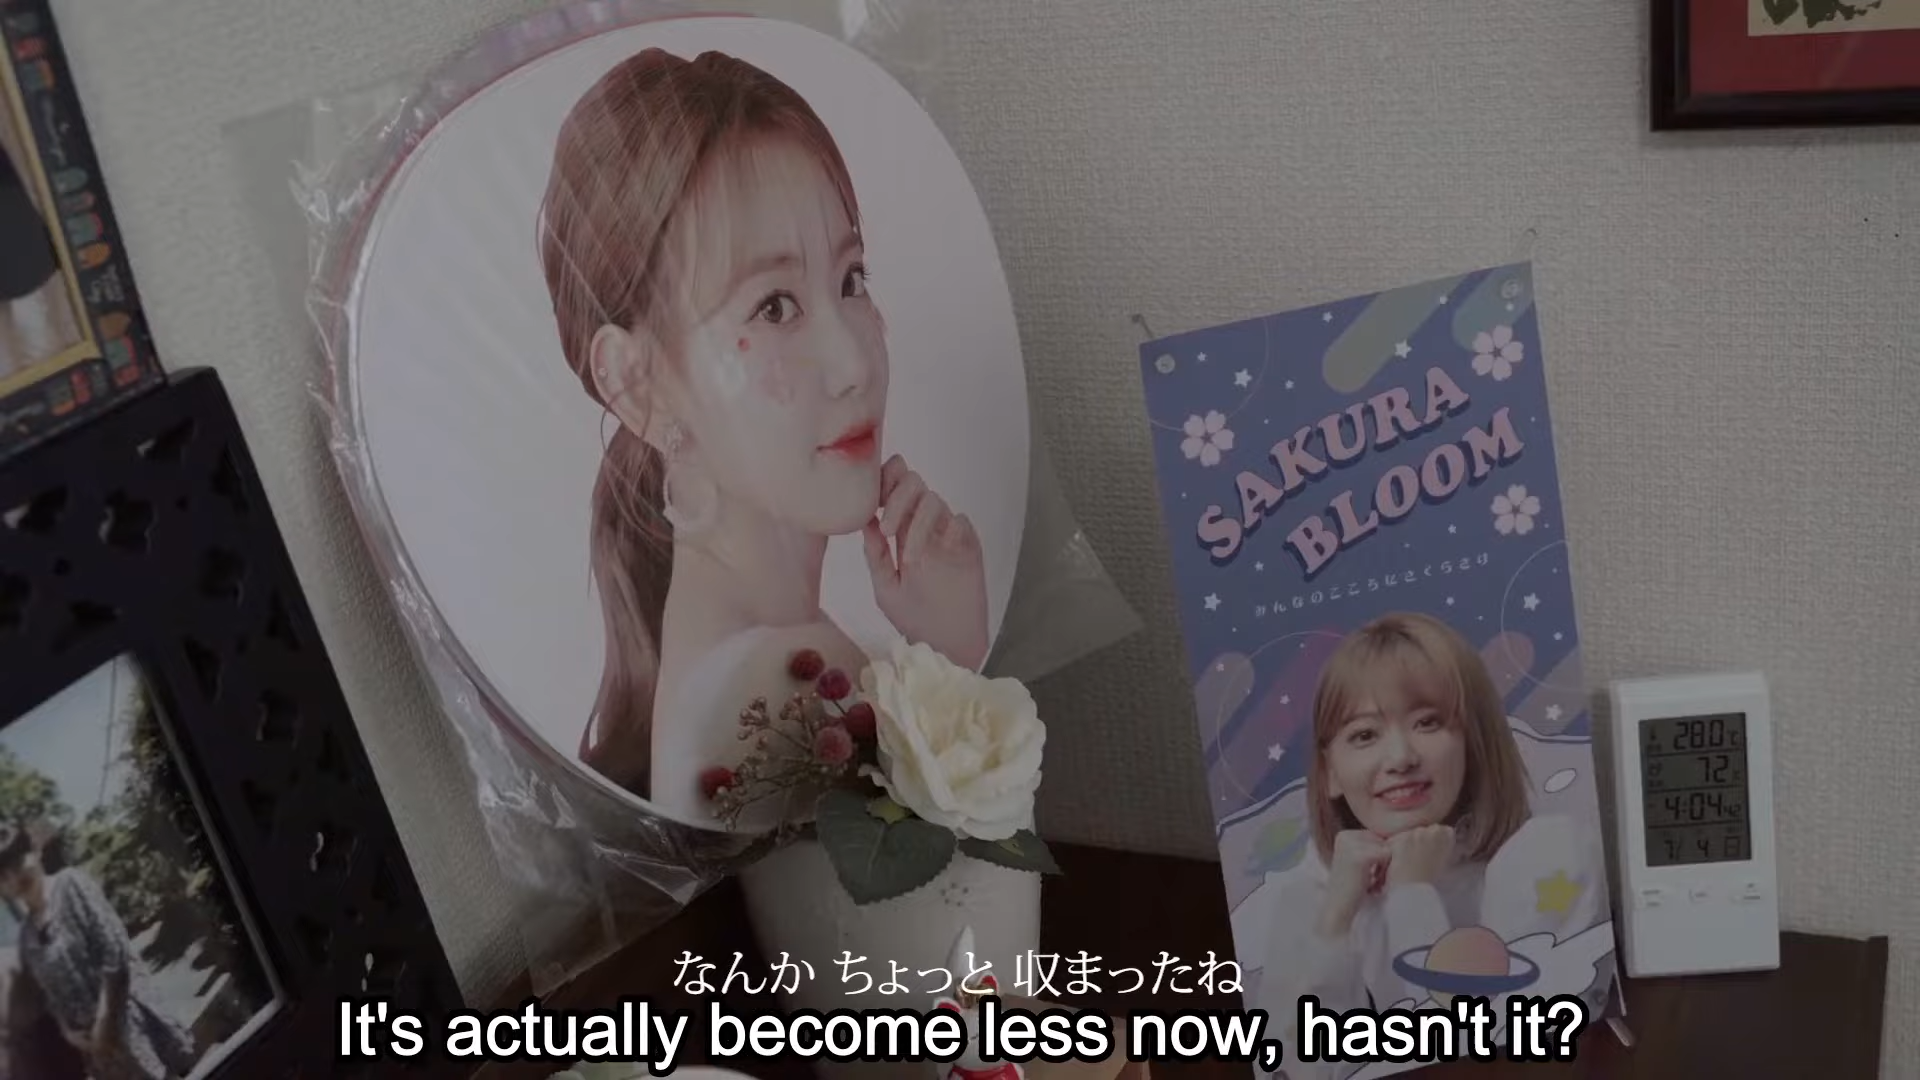 SAKURA
BLOOM
みんなのこころにさくらさけ
28.0℃
72
4:04 42
7/ 4 日
なんか ちょっと 収まったね
It's actually become less now, hasn't it?